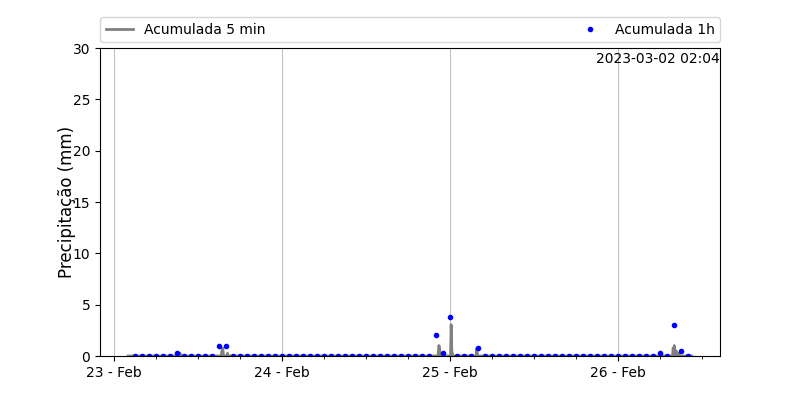 Acumulada 5 min
Acumulada 1h
2023-03-02 02:04
Precipitação (mm)
30
25
20
15
10
5
0
23 - Feb
24 - Feb
25 - Feb
26 - Feb